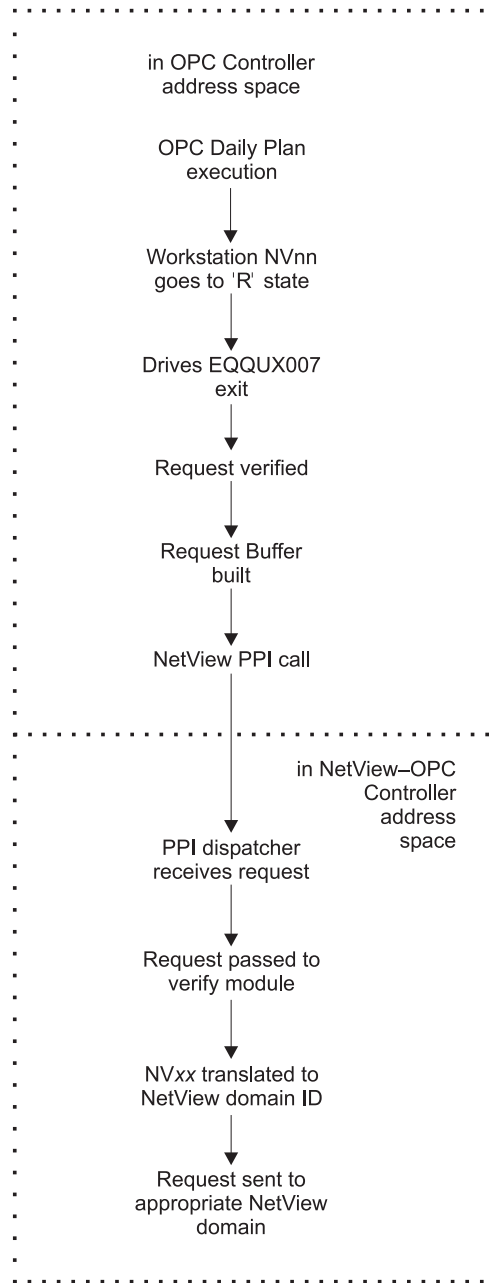 in OPC Controller
address space
OPC Daily Plan
execution
Workstation NVnn
goes to 'R' state
Drives EQQUX007
exit
Request verified
Request Buffer
built
NetView PPI call
in NetView–OPC
Controller
address
space
PPI dispatcher
receives request
Request passed to
verify module
NVxx translated to
NetView domain ID
Request sent to
appropriate NetView
domain